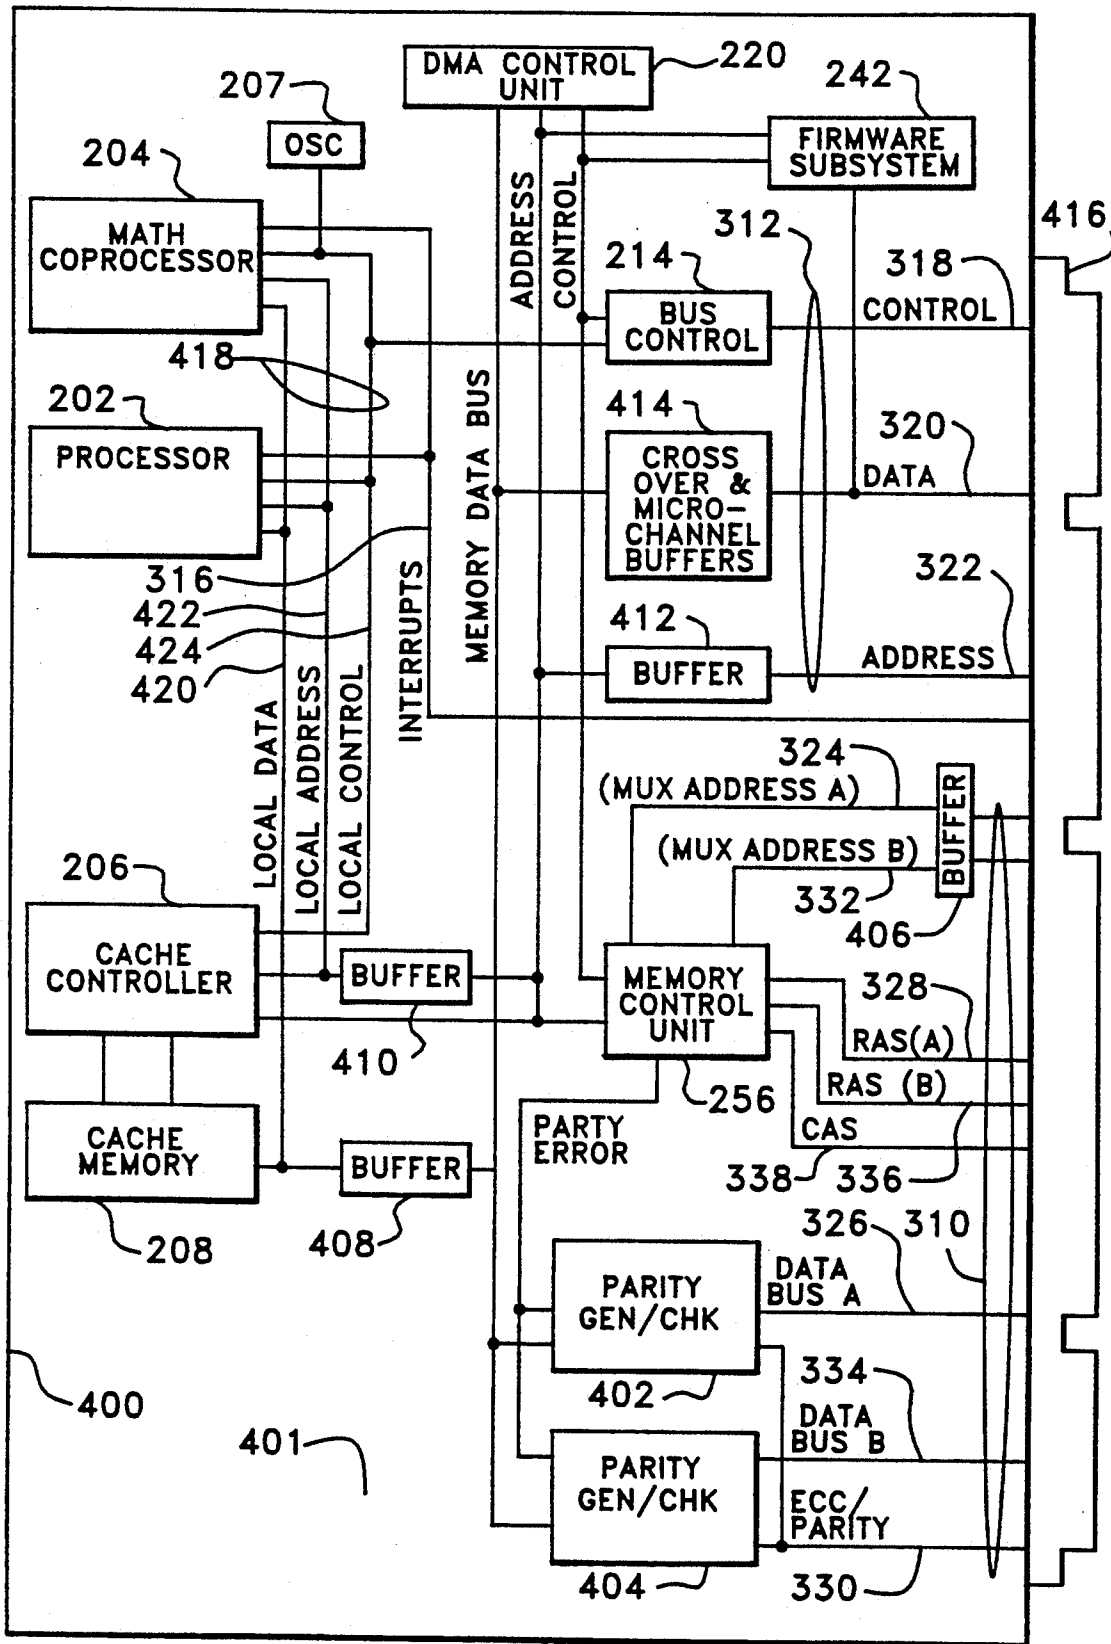 DMA CONTROL
UNIT
220
207
OSC
242
FIRMWARE
SUBSYSTEM
204
MATH
COPROCESSOR
ADDRESS
CONTROL
312
416
214
BUS
CONTROL
318
CONTROL
418
202
PROCESSOR
MEMORY DATA BUS
414
CROSS
OVER &
MICRO-
CHANNEL
BUFFERS
320
DATA
316
422
424
420
INTERRUPTS
412
BUFFER
322
ADDRESS
LOCAL DATA
LOCAL ADDRESS
LOCAL CONTROL
324
(MUX ADDRESS A)
(MUX ADDRESS B)
332
BUFFER
406
206
CACHE
CONTROLLER
BUFFER
410
MEMORY
CONTROL
UNIT
256
328
RAS(A)
RAS (B)
CAS
338
336
PARTY
ERROR
CACHE
MEMORY
208
BUFFER
408
326
310
PARITY
GEN/CHK
402
DATA
BUS A
334
DATA
BUS B
400
401
PARITY
GEN/CHK
404
ECC/
PARITY
330